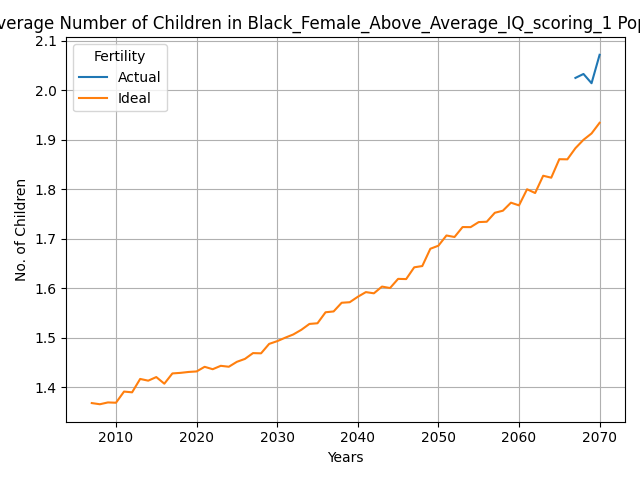 verage Number of Children in Black_Female_Above_Average_IQ_scoring_1 Pop
Fertility
Actual
Ideal
No. of Children
2.1
2.0
1.9
1.8
1.7
1.6
1.5
1.4
2010 2020 2030 2040 2050 2060 2070
Years